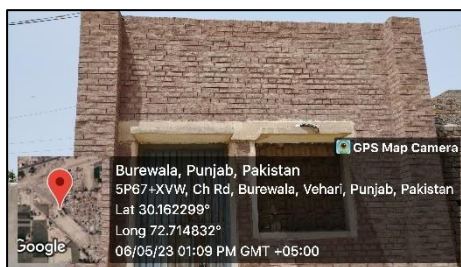 GPS Map Camera
Burewala, Punjab, Pakistan
5P67+XVW, Ch Rd, Burewala, Vehari, Punjab, Pakistan
Lat 30.162299°
Long 72.714832°
06/05/23 01:09 PM GMT +05:00
Google